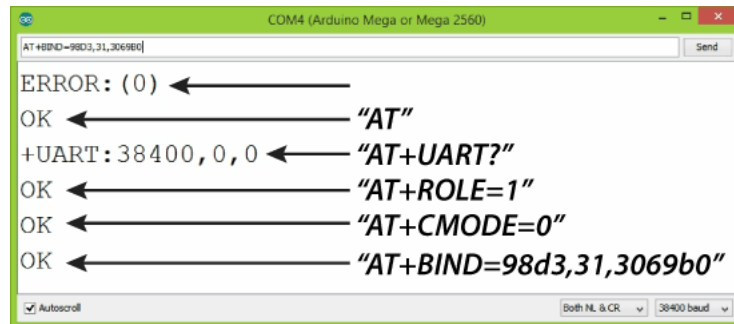 COM4 (Arduino Mega or Mega 2560)
AT+BIND=98D3,31,3069B0
Send
ERROR:(0)
OK "AT"
+UART:38400,0,0 "AT+UART?"
OK "AT+ROLE=1"
OK "AT+CMODE=0"
OK "AT+BIND=98d3,31,3069b0"
Autoscroll
Both NL & CR
38400 baud